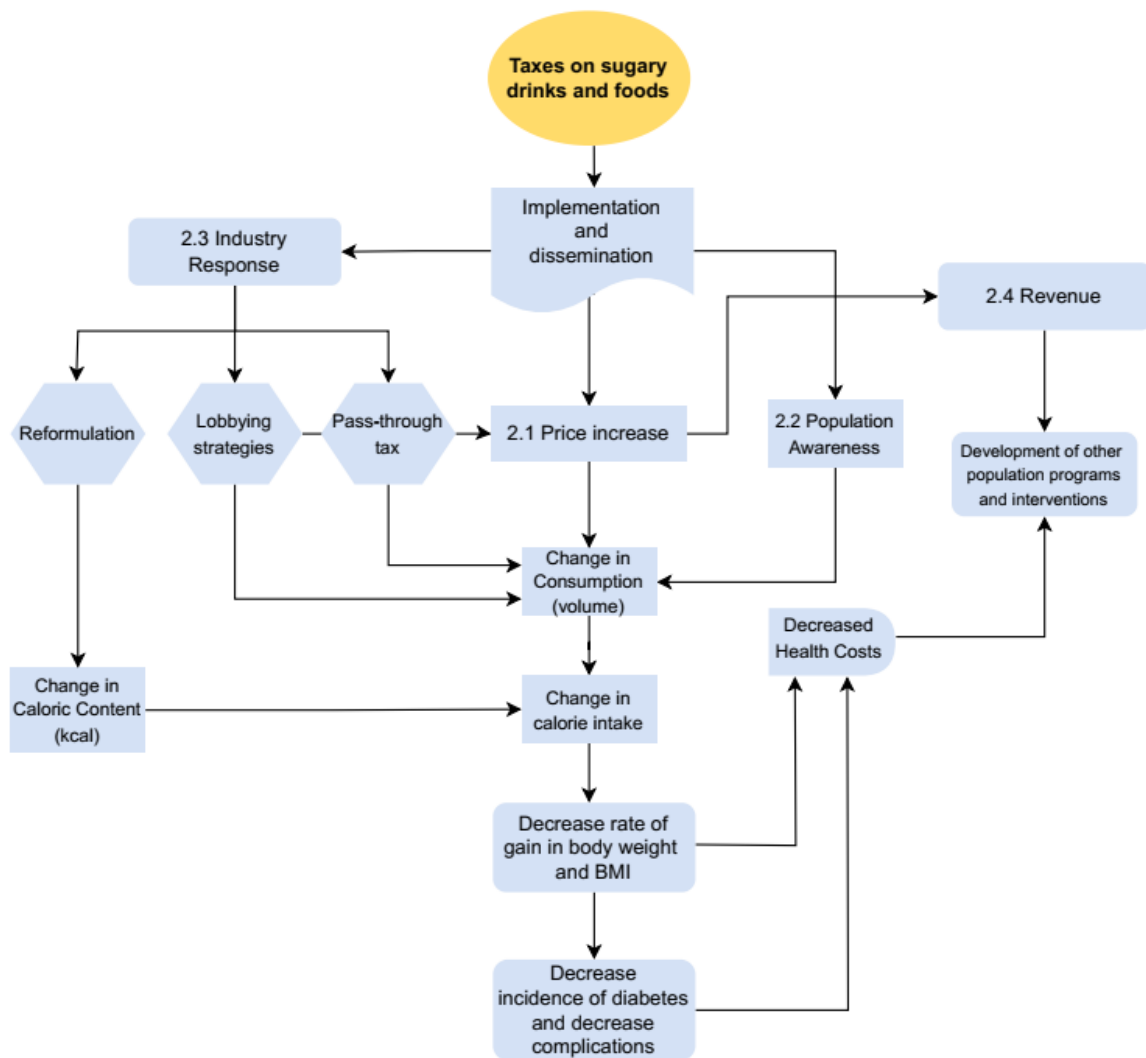 Taxes on sugary
drinks and foods
Implementation
and
dissemination
2.3 Industry
Response
2.4 Revenue
Reformulation
Lobbying
strategies
Pass-through
tax
2.1 Price increase
2.2 Population
Awareness
Development of other
population programs
and interventions
Change in
Consumption
(volume)
Decreased
Health Costs
Change in
Caloric Content
(kcal)
Change in
calorie intake
Decrease rate of
gain in body weight
and BMI
Decrease
incidence of diabetes
and decrease
complications